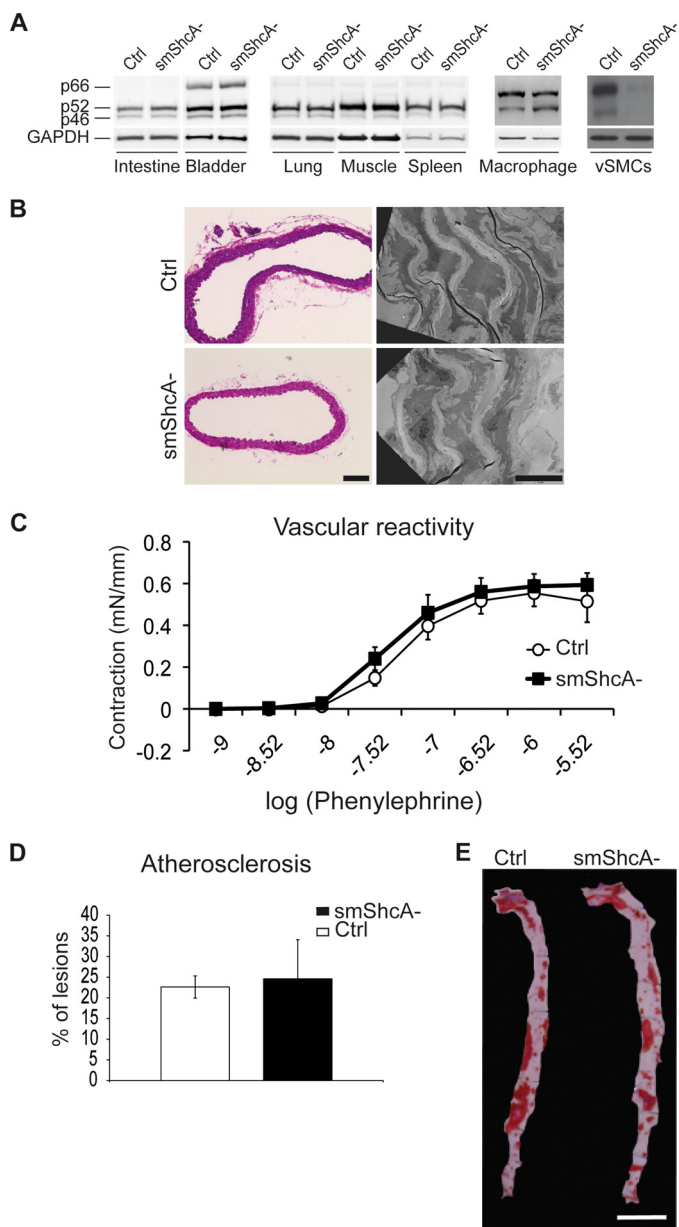 A
Ctrl smShcA- Ctrl smShcA- Ctrl smShcA- Ctrl smShcA- Ctrl smShcA- Ctrl smShcA- Ctrl smShcA-
p66
p52
p46
GAPDH
Intestine Bladder Lung Muscle Spleen Macrophage vSMCs
B
Ctrl
smShcA-
C
Vascular reactivity
Contraction (mN/mm)
0.8
0.6
0.4
0.2
0
-0.2
Ctrl
smShcA-
-9 -8.52 -8 -7.52 -7 -6.52 -6 -5.52
log (Phenylephrine)
D
Atherosclerosis
smShcA-
Ctrl
% of lesions
40
35
30
25
20
15
10
5
0
E
Ctrl smShcA-